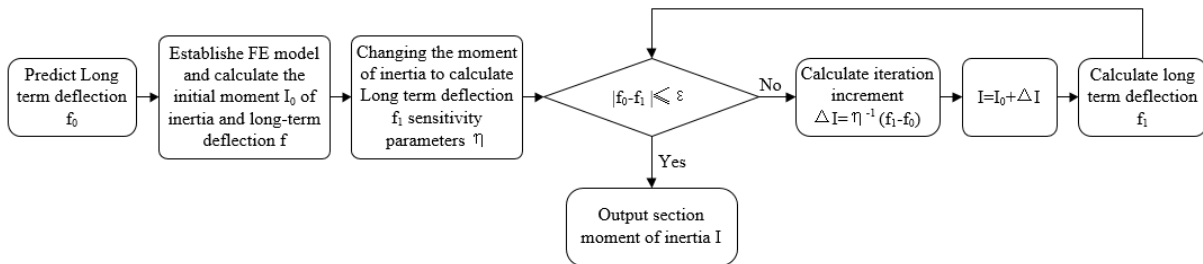 Predict Long
term deflection
f₀
Establishe FE model
and calculate the
initial moment I₀ of
inertia and long-term
deflection f
Changing the moment
of inertia to calculate
Long term deflection
f₁ sensitivity
parameters η
|f₀-f₁|⩽ ε
No
Yes
Output section
moment of inertia I
Calculate iteration
increment
△I=η⁻¹(f₁-f₀)
I=I₀+△I
Calculate long
term deflection
f₁